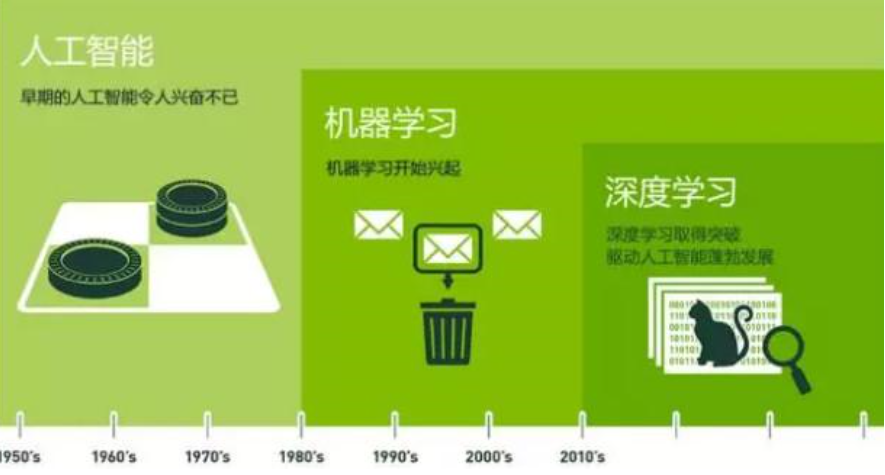 人工智能
早期的人工智能令人兴奋不已
机器学习
机器学习开始兴起
深度学习
深度学习取得突破
驱动人工智能蓬勃发展
1950's 1960's 1970's 1980's 1990's 2000's 2010's